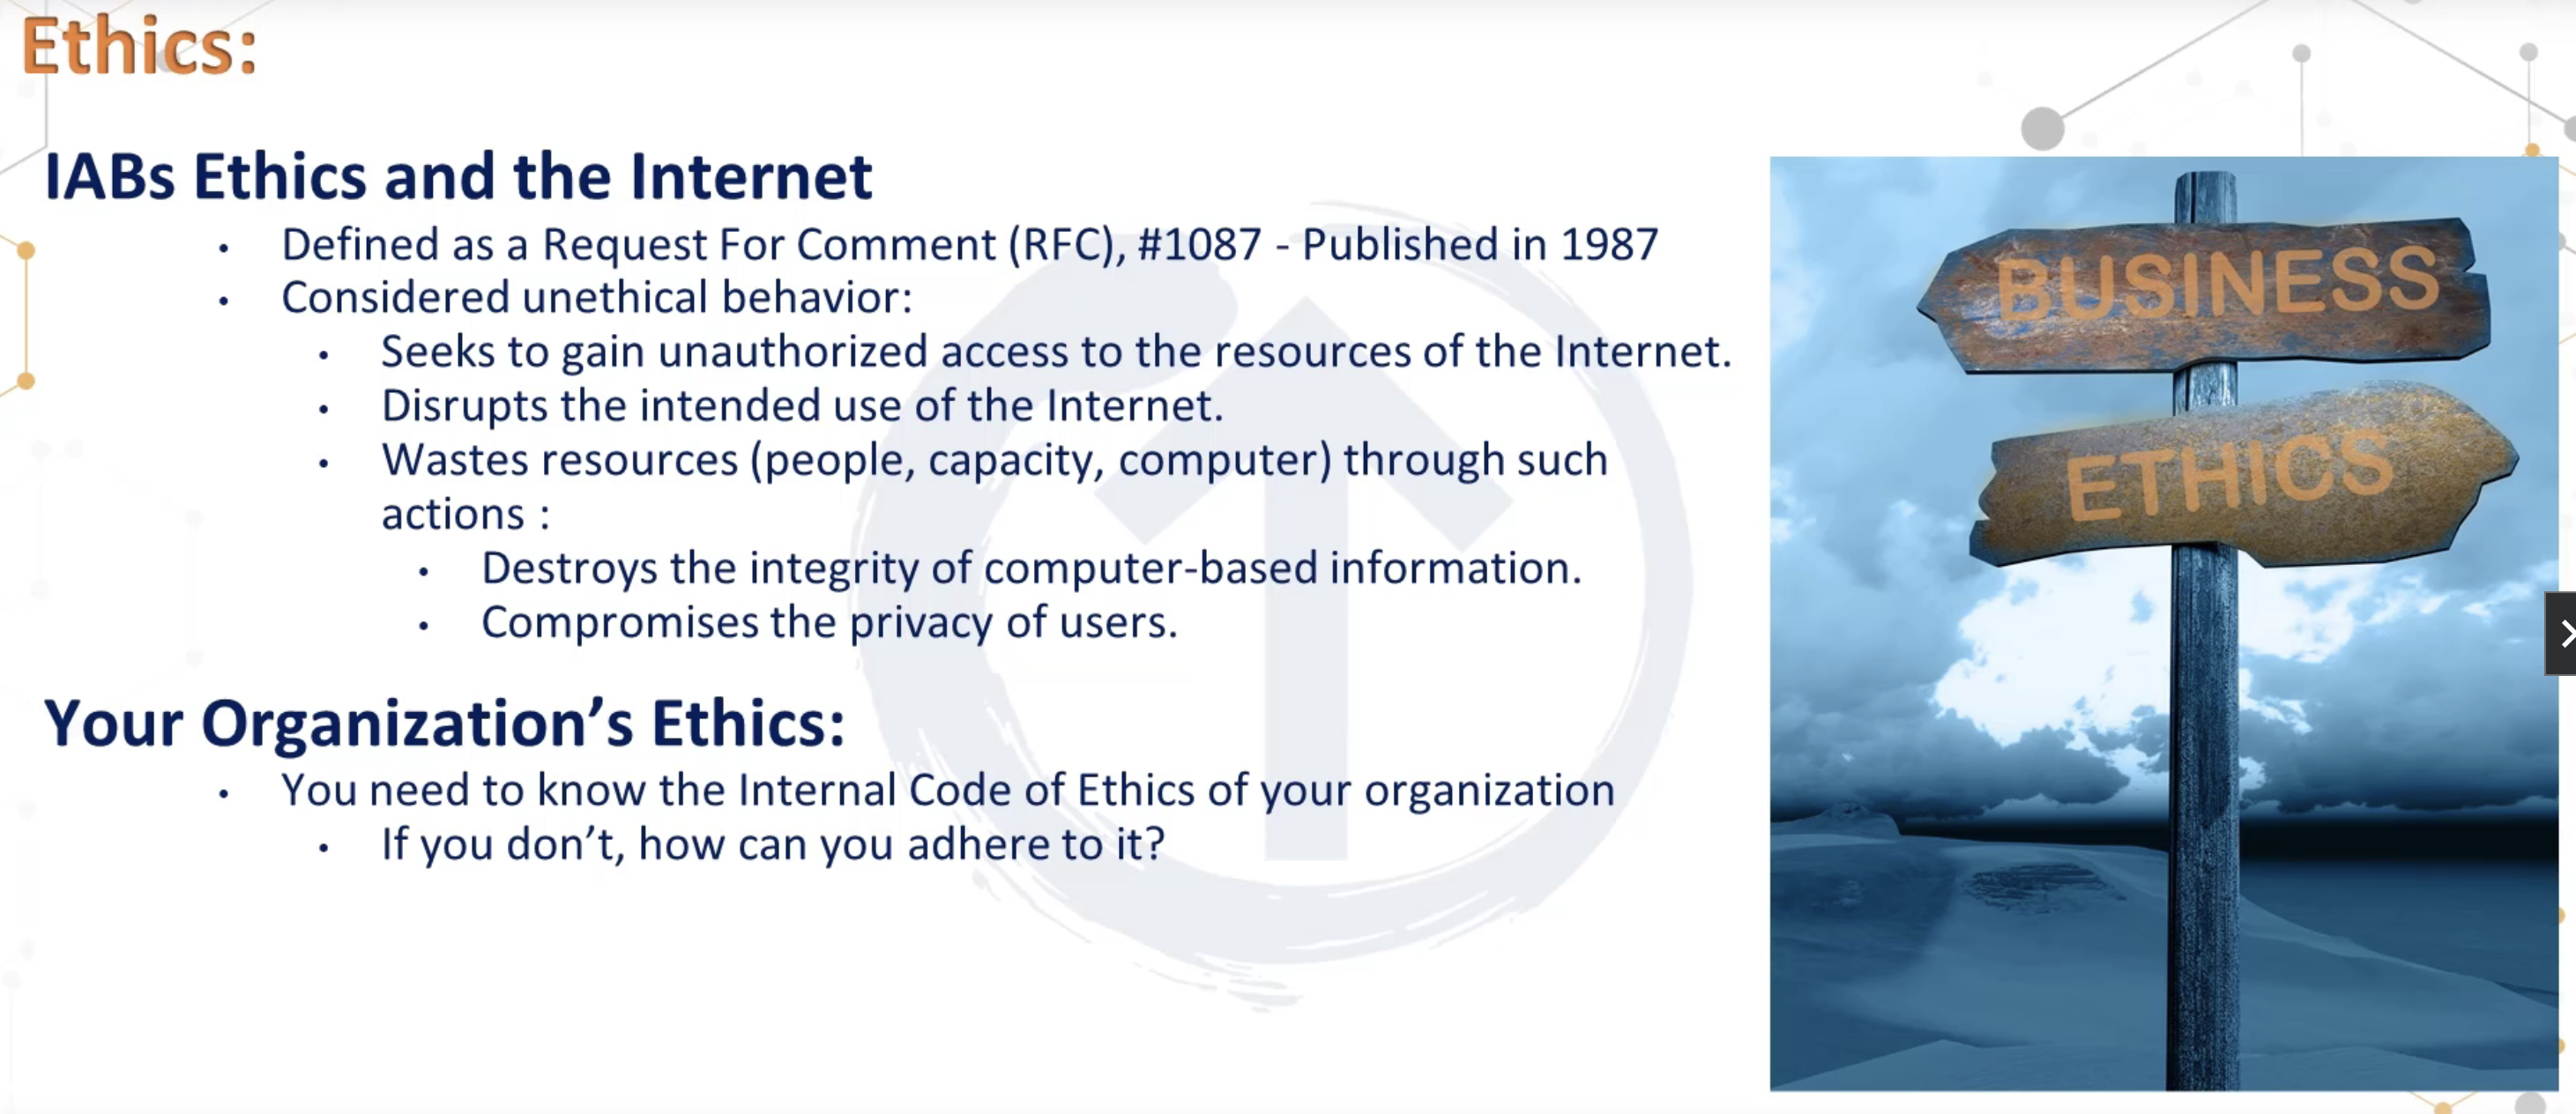 Ethics:
IABs Ethics and the Internet
• Defined as a Request For Comment (RFC), #1087 - Published in 1987
• Considered unethical behavior:
• Seeks to gain unauthorized access to the resources of the Internet.
• Disrupts the intended use of the Internet.
• Wastes resources (people, capacity, computer) through such
actions :
• Destroys the integrity of computer-based information.
• Compromises the privacy of users.
Your Organization’s Ethics:
• You need to know the Internal Code of Ethics of your organization
• If you don’t, how can you adhere to it?
BUSINESS
ETHICS